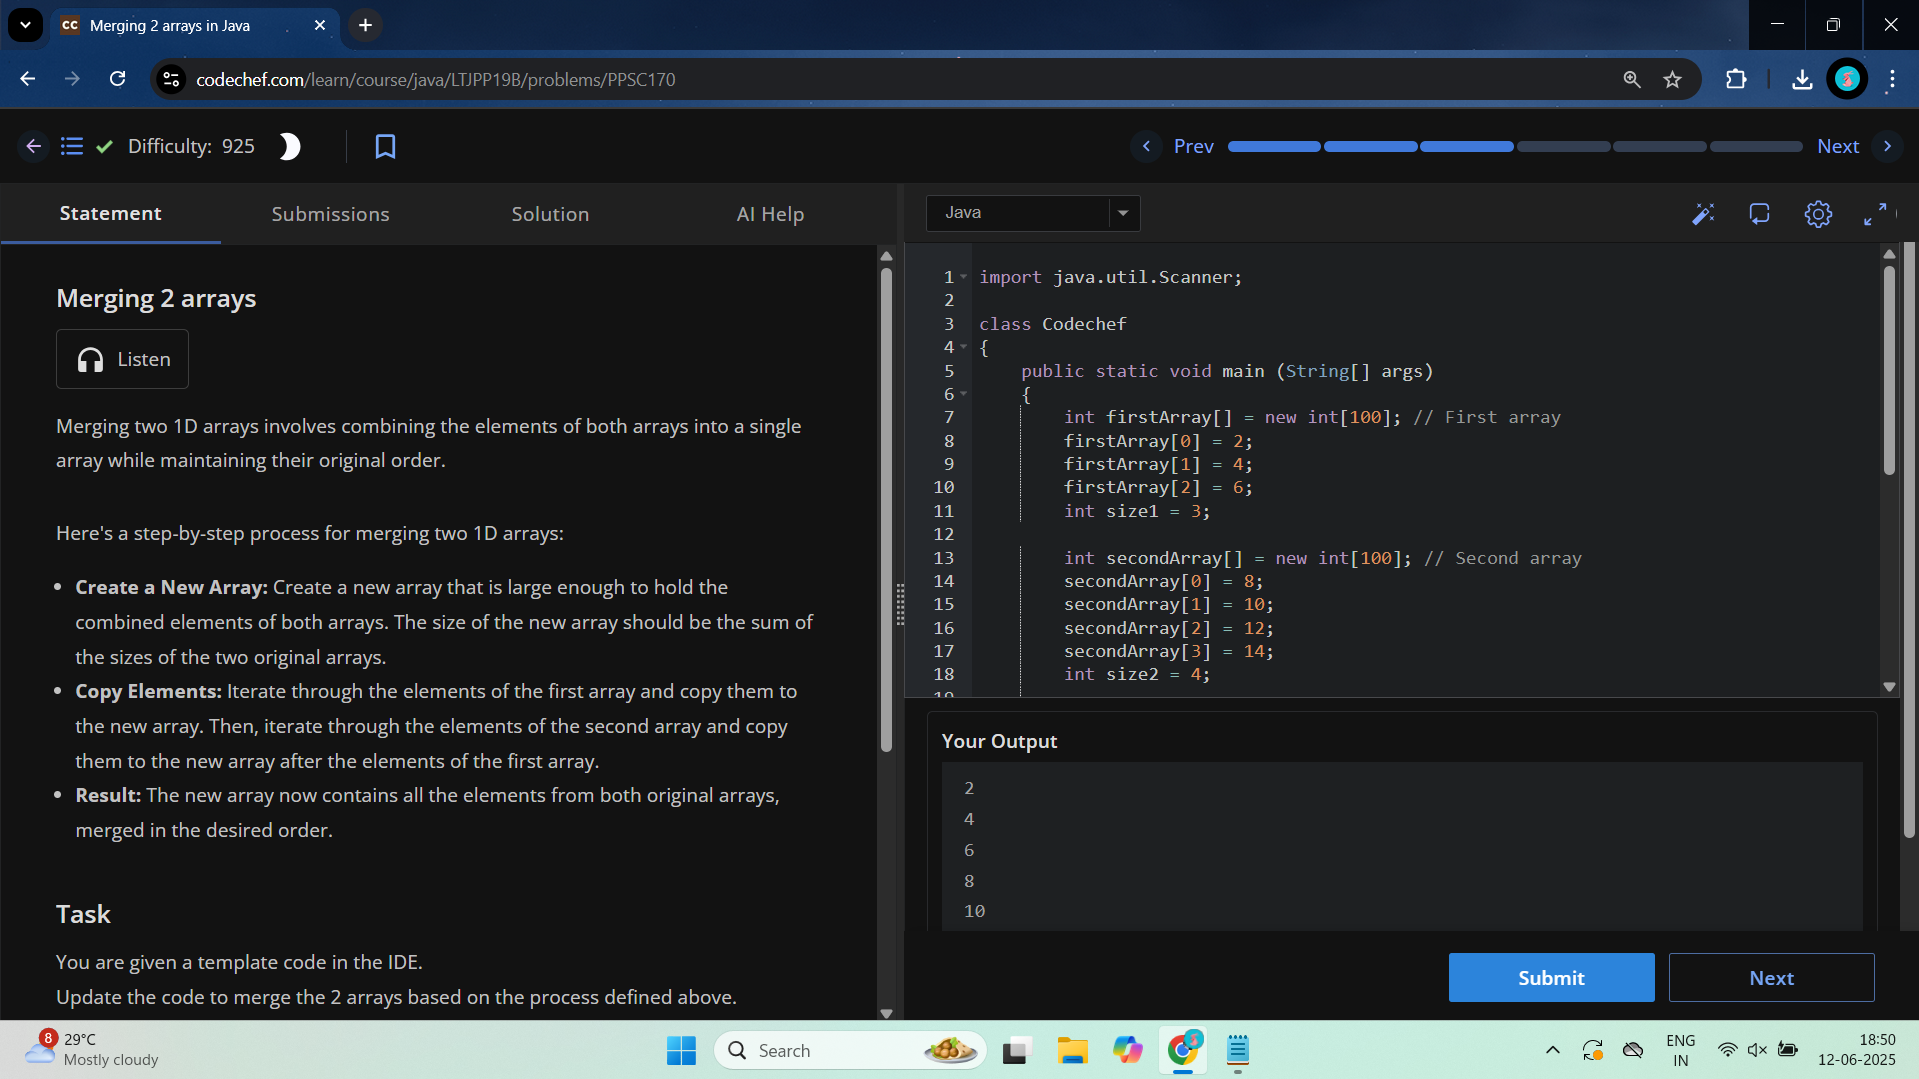 CC Merging 2 arrays in Java
codechef.com/learn/course/java/LTJPP19B/problems/PPSC170
Difficulty: 925
Prev
Next
Statement
Submissions
Solution
AI Help
Merging 2 arrays
Listen
Merging two 1D arrays involves combining the elements of both arrays into a single
array while maintaining their original order.
Here's a step-by-step process for merging two 1D arrays:
• Create a New Array: Create a new array that is large enough to hold the
combined elements of both arrays. The size of the new array should be the sum of
the sizes of the two original arrays.
• Copy Elements: Iterate through the elements of the first array and copy them to
the new array. Then, iterate through the elements of the second array and copy
them to the new array after the elements of the first array.
• Result: The new array now contains all the elements from both original arrays,
merged in the desired order.
Task
You are given a template code in the IDE.
Update the code to merge the 2 arrays based on the process defined above.
Java
1 import java.util.Scanner;
2
3 class Codechef
4 {
5 public static void main (String[] args)
6 {
7 int firstArray[] = new int[100]; // First array
8 firstArray[0] = 2;
9 firstArray[1] = 4;
10 firstArray[2] = 6;
11 int size1 = 3;
12
13 int secondArray[] = new int[100]; // Second array
14 secondArray[0] = 8;
15 secondArray[1] = 10;
16 secondArray[2] = 12;
17 secondArray[3] = 14;
18 int size2 = 4;
19
Your Output
2
4
6
8
10
Submit
Next
8
29°C
Mostly cloudy
Search
ENG
IN
18:50
12-06-2025